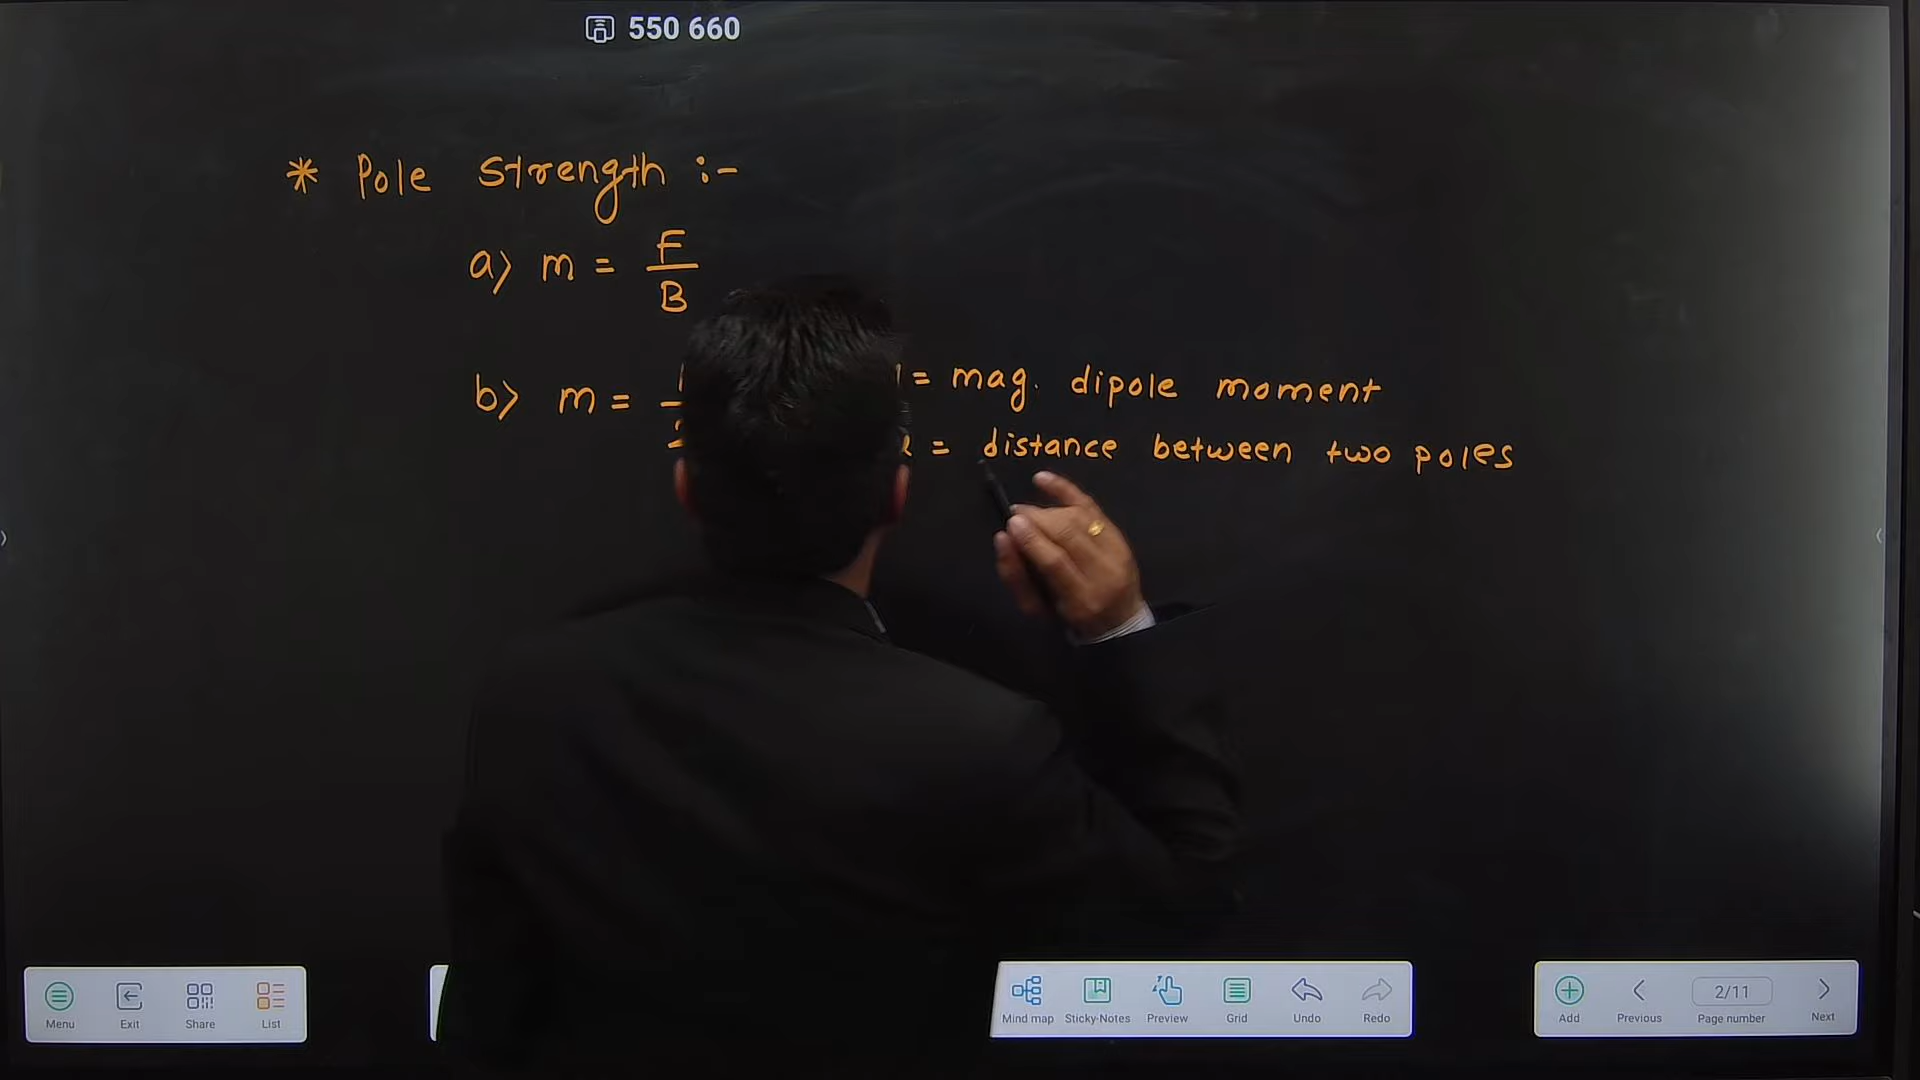 550 660
* Pole strength :-
a) m = F
B
b) m =
= mag. dipole moment
= distance between two poles
Menu Exit Share List
Mind map Sticky-Notes Preview Grid Undo Redo
Add Previous 2/11 Page number Next